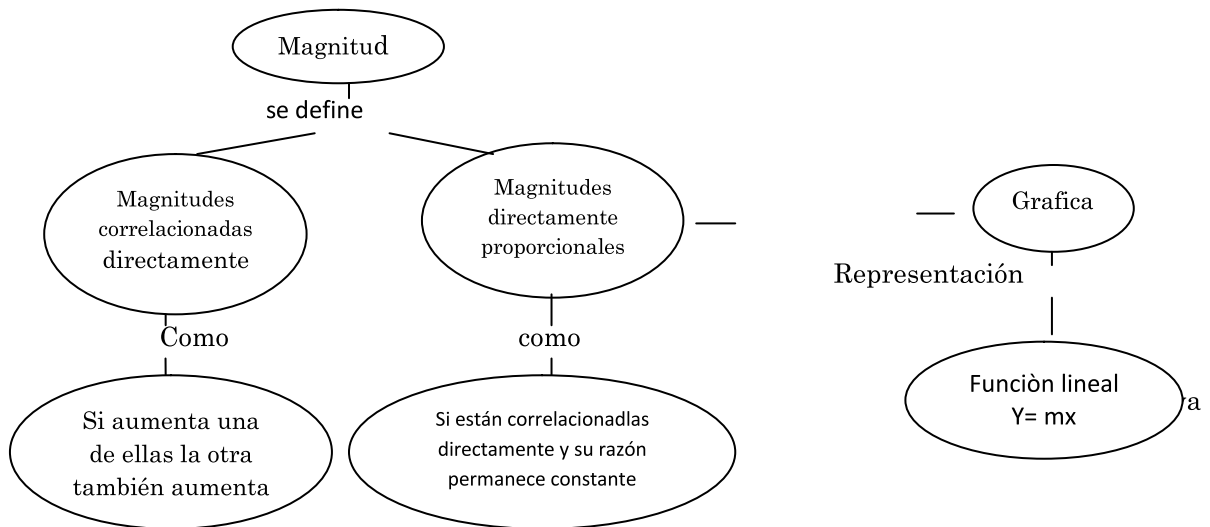 Magnitud
se define
Magnitudes
correlacionadas
directamente
Magnitudes
directamente
proporcionales
Grafica
Representación
Como
como
Si aumenta una
de ellas la otra
también aumenta
Si están correlacionadlas
directamente y su razón
permanece constante
Funciòn lineal
Y= mx